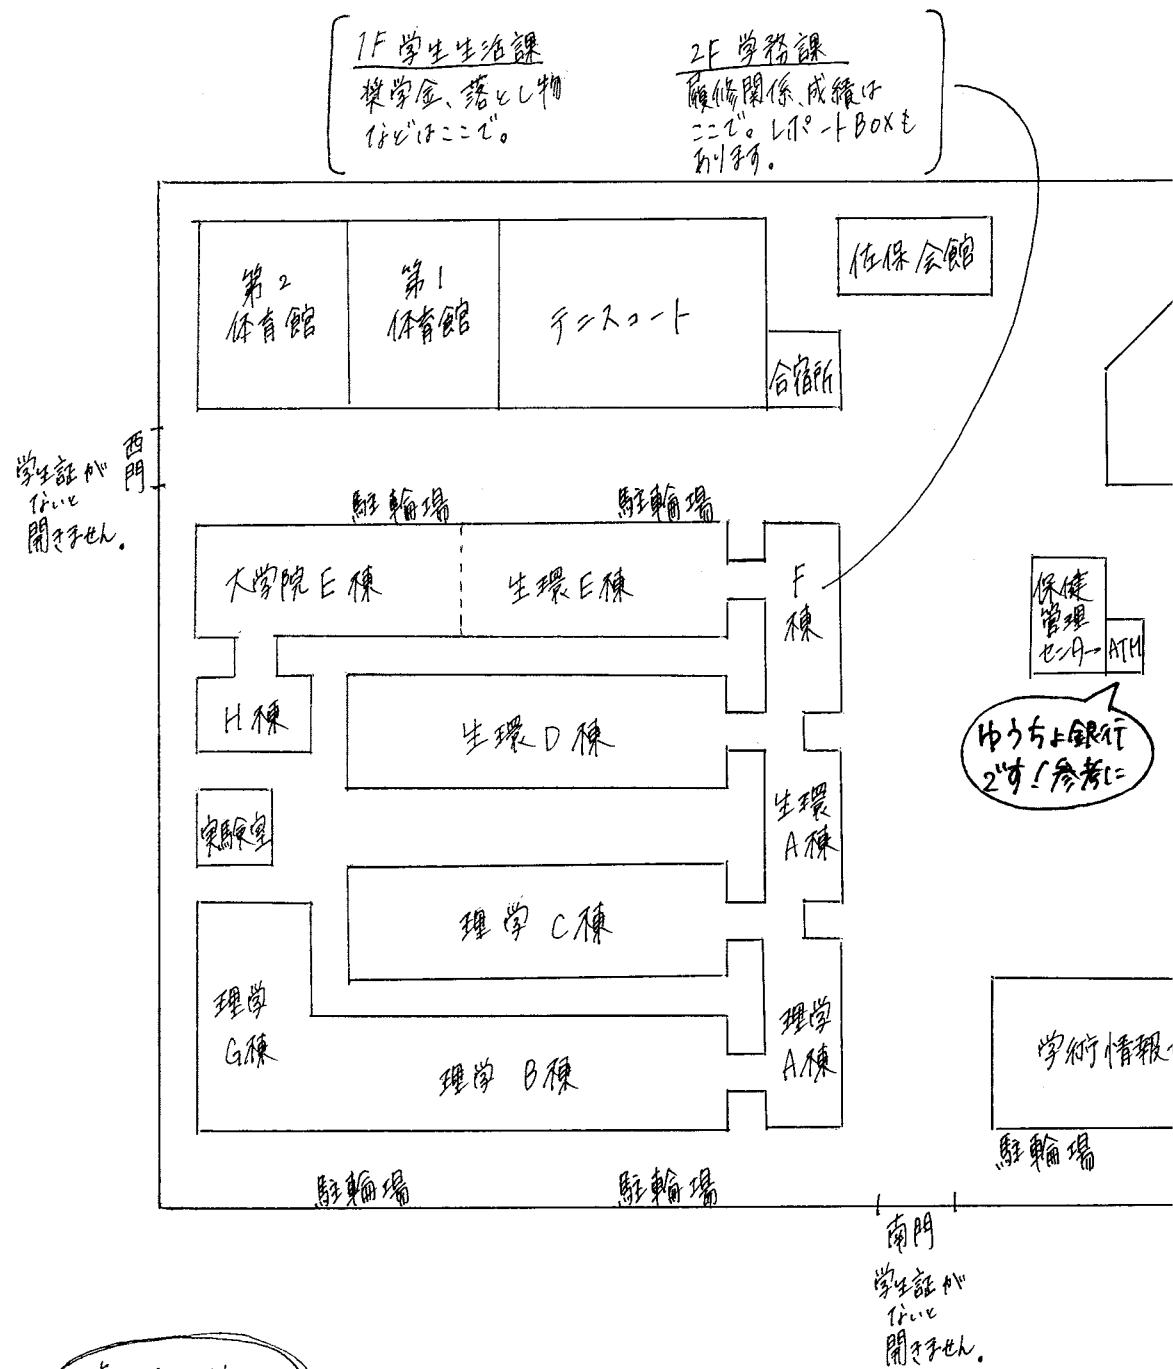 1F 学生生活課
奨学金、落とし物
などはここで。
2F 学務課
履修関係、成績は
ここで。レポートBOXも
あります。
第2
体育館
第1
体育館
テニスコート
合宿所
佐保会館
西門
学生証が
ないと
開きません。
駐輪場
駐輪場
大学院E棟
生環E棟
F
棟
保健
管理
センター
ATM
ゆうちょ銀行
です!参考に
H棟
生環D棟
生環
A棟
実験室
理学C棟
理学
G棟
理学B棟
理学
A棟
学術情報
駐輪場
駐輪場
駐輪場
南門
学生証が
ないと
開きません。